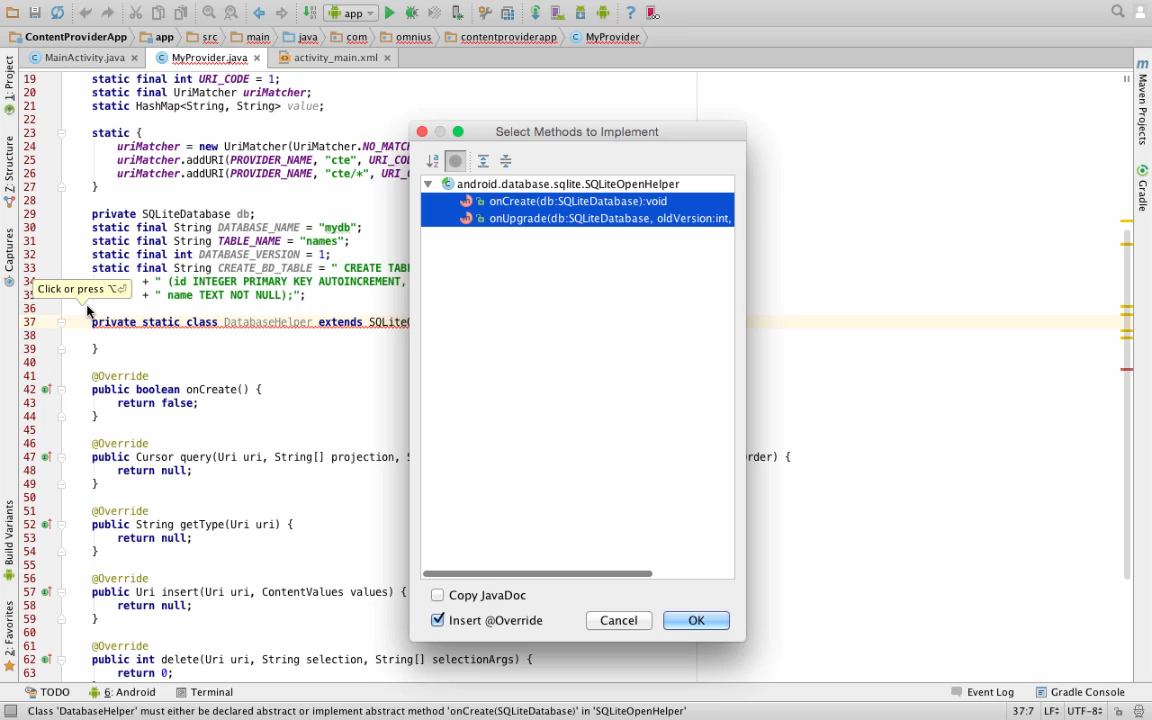 app
ContentProviderApp app src main java com omnius contentproviderapp MyProvider
MainActivity.java MyProvider.java activity_main.xml
1: Project
Z: Structure
Captures
Build Variants
2: Favorites
Maven Projects
Gradle
19 static final int URI_CODE = 1;
20 static final UriMatcher uriMatcher;
21 static HashMap<String, String> value;
22
23 static {
24 uriMatcher = new UriMatcher(UriMatcher.NO_MATC
25 uriMatcher.addURI(PROVIDER_NAME, "cte", URI_COD
26 uriMatcher.addURI(PROVIDER_NAME, "cte/*", URI_C
27 }
28
29 private SQLiteDatabase db;
30 static final String DATABASE_NAME = "mydb";
31 static final String TABLE_NAME = "names";
32 static final int DATABASE_VERSION = 1;
33 static final String CREATE_BD_TABLE = " CREATE TABL
34 + " (id INTEGER PRIMARY KEY AUTOINCREMENT,
Click or press ⌥⏎
35 + " name TEXT NOT NULL);";
36
37 private static class DatabaseHelper extends SQLiteO
38
39 }
40
41 @Override
42 public boolean onCreate() {
43 return false;
44 }
45
46 @Override
47 public Cursor query(Uri uri, String[] projection, S order) {
48 return null;
49 }
50
51 @Override
52 public String getType(Uri uri) {
53 return null;
54 }
55
56 @Override
57 public Uri insert(Uri uri, ContentValues values) {
58 return null;
59 }
60
61 @Override
62 public int delete(Uri uri, String selection, String[] selectionArgs) {
63 return 0;
Select Methods to Implement
android.database.sqlite.SQLiteOpenHelper
onCreate(db:SQLiteDatabase):void
onUpgrade(db:SQLiteDatabase, oldVersion:int,
Copy JavaDoc
Insert @Override
Cancel OK
TODO 6: Android Terminal Event Log Gradle Console
Class 'DatabaseHelper' must either be declared abstract or implement abstract method 'onCreate(SQLiteDatabase)' in 'SQLiteOpenHelper' 37:7 LF÷ UTF-8÷